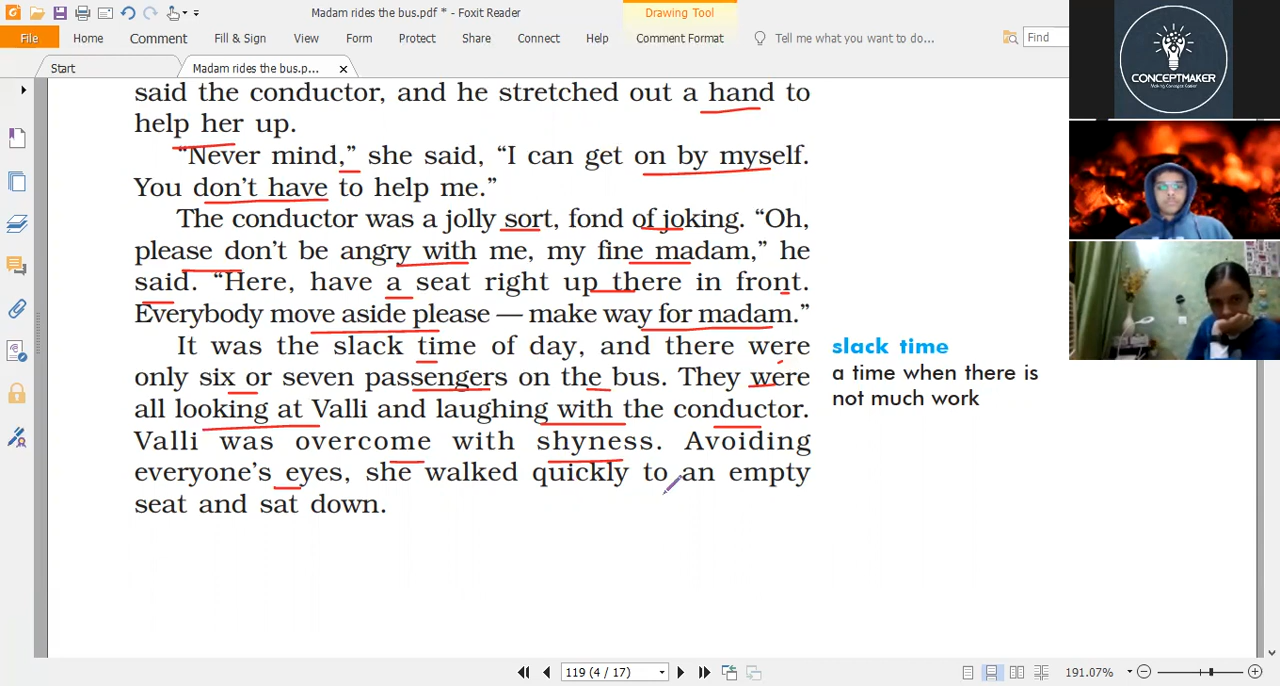 Madam rides the bus.pdf * - Foxit Reader
Drawing Tool
File
Home
Comment
Fill & Sign
View
Form
Protect
Share
Connect
Help
Comment Format
Tell me what you want to do...
Find
Start
Madam rides the bus.p...
said the conductor, and he stretched out a hand to
help her up.
“Never mind,” she said, “I can get on by myself.
You don’t have to help me.”
The conductor was a jolly sort, fond of joking. “Oh,
please don’t be angry with me, my fine madam,” he
said. “Here, have a seat right up there in front.
Everybody move aside please — make way for madam.”
It was the slack time of day, and there were
only six or seven passengers on the bus. They were
all looking at Valli and laughing with the conductor.
Valli was overcome with shyness. Avoiding
everyone’s eyes, she walked quickly to an empty
seat and sat down.
slack time
a time when there is
not much work
CONCEPTMAKER
Making Concepts Easier
119 (4 / 17)
191.07%